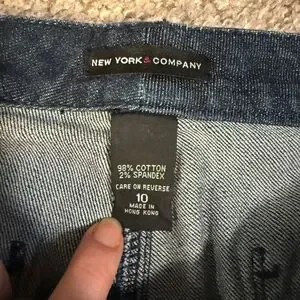 NEW YORK & COMPANY
98% COTTON
2% SPANDEX
CARE ON REVERSE
10
MADE IN
HONG KONG